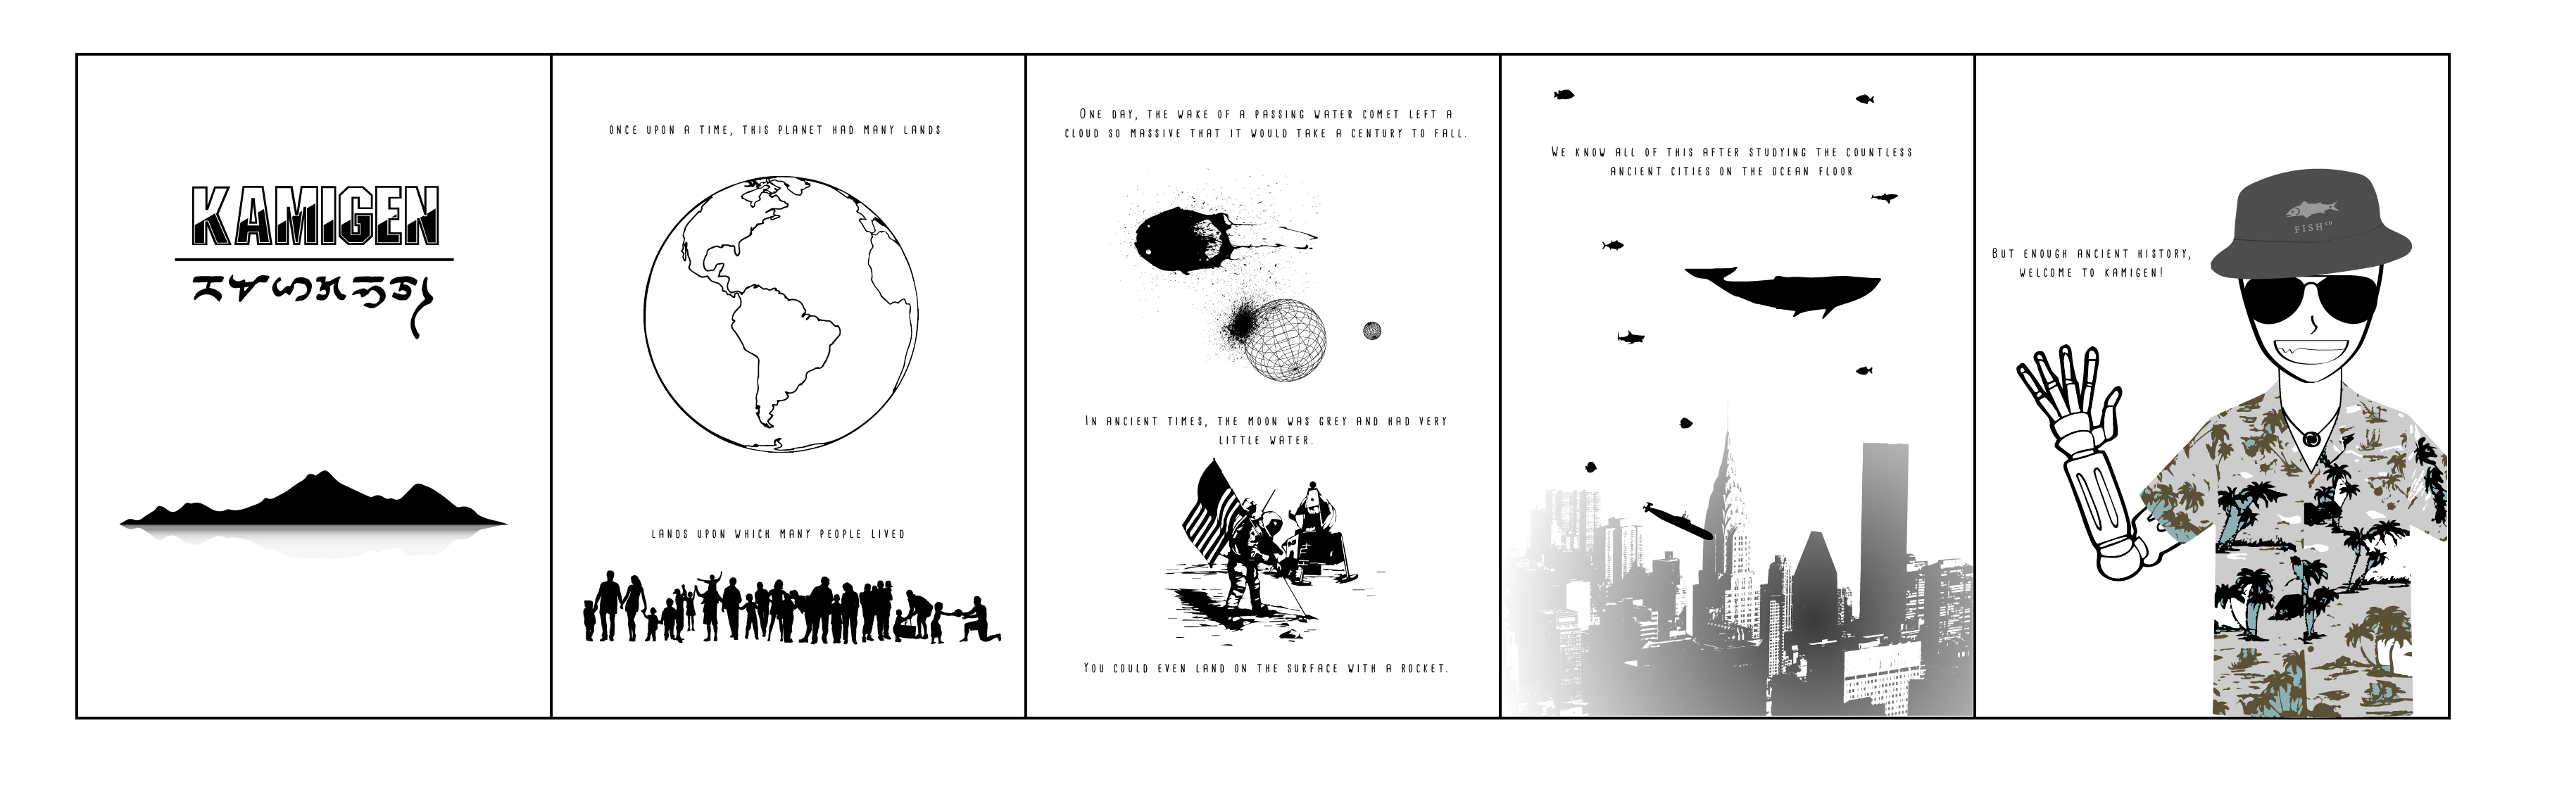 KAMIGEN
ONCE UPON A TIME, THIS PLANET HAD MANY LANDS
LANDS UPON WHICH MANY PEOPLE LIVED
ONE DAY, THE WAKE OF A PASSING WATER COMET LEFT A
CLOUD SO MASSIVE THAT IT WOULD TAKE A CENTURY TO FALL.
IN ANCIENT TIMES, THE MOON WAS GREY AND HAD VERY
LITTLE WATER.
YOU COULD EVEN LAND ON THE SURFACE WITH A ROCKET.
WE KNOW ALL OF THIS AFTER STUDYING THE COUNTLESS
ANCIENT CITIES ON THE OCEAN FLOOR
BUT ENOUGH ANCIENT HISTORY,
WELCOME TO KAMIGEN!
FISH CO